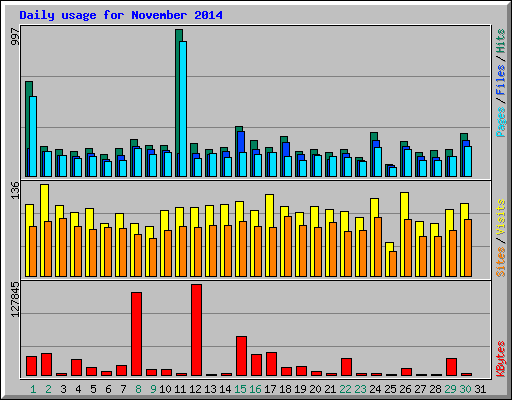 Daily usage for November 2014
997
Pages / Files / Hits
136
Sites / Visits
127845
KBytes
1 2 3 4 5 6 7 8 9 10 11 12 13 14 15 16 17 18 19 20 21 22 23 24 25 26 27 28 29 30 31